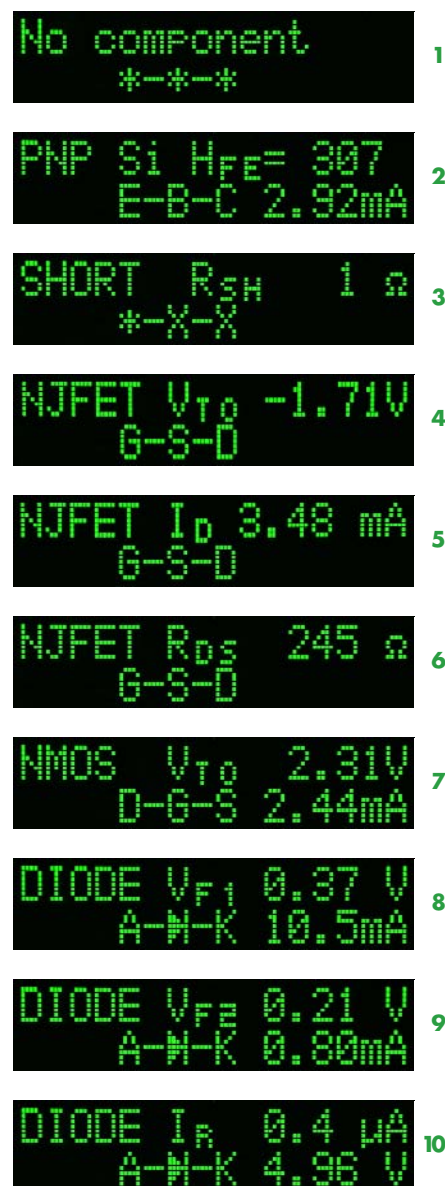 No component
*-*-*
1
PNP Si HFE= 307
E-B-C 2.92mA
2
SHORT RSH 1 Ω
*-X-X
3
NJFET VTO -1.71V
G-S-D
4
NJFET ID 3.48 mA
G-S-D
5
NJFET RDS 245 Ω
G-S-D
6
NMOS VTO 2.31V
D-G-S 2.44mA
7
DIODE VF1 0.37 V
A-▶-K 10.5mA
8
DIODE VF2 0.21 V
A-▶-K 0.80mA
9
DIODE IR 0.4 µA
A-▶-K 4.96 V
10